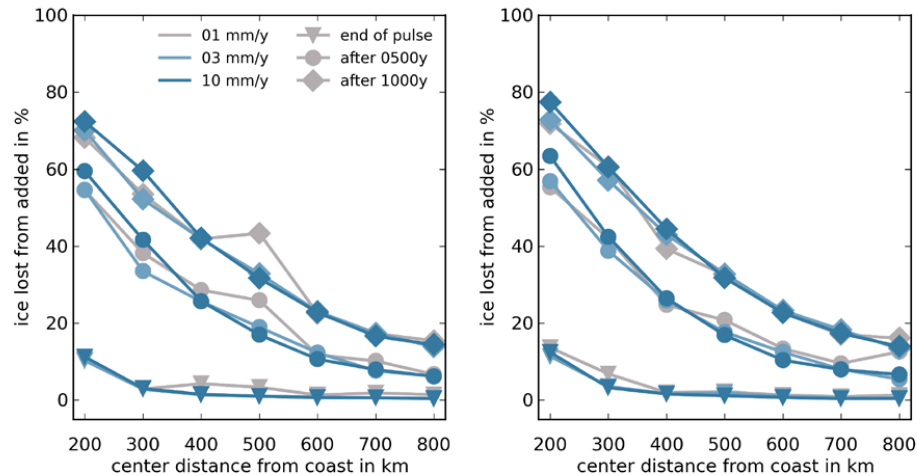 100
80
60
40
20
0
ice lost from added in %
01 mm/y
03 mm/y
10 mm/y
end of pulse
after 0500y
after 1000y
200 300 400 500 600 700 800
center distance from coast in km
100
80
60
40
20
0
ice lost from added in %
200 300 400 500 600 700 800
center distance from coast in km